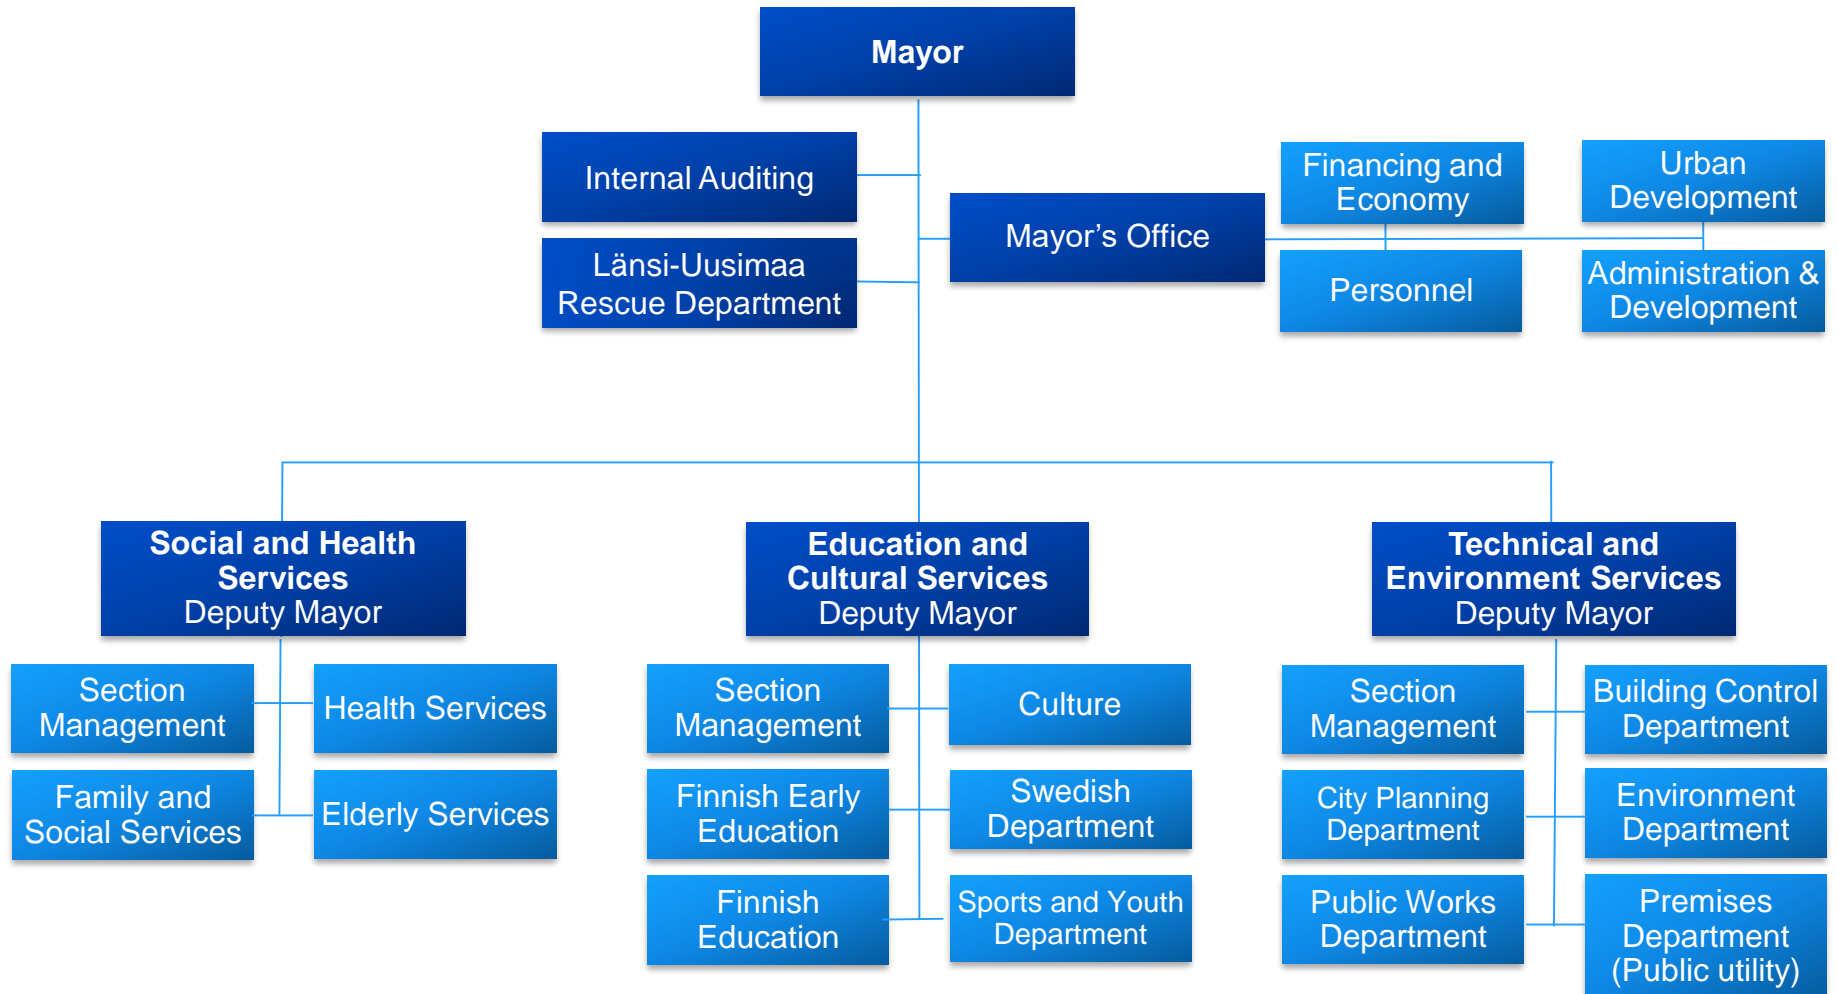 Mayor
Internal Auditing
Länsi-Uusimaa
Rescue Department
Mayor’s Office
Financing and
Economy
Urban
Development
Personnel
Administration &
Development
Social and Health
Services
Deputy Mayor
Section
Management
Health Services
Family and
Social Services
Elderly Services
Education and
Cultural Services
Deputy Mayor
Section
Management
Culture
Finnish Early
Education
Swedish
Department
Finnish
Education
Sports and Youth
Department
Technical and
Environment Services
Deputy Mayor
Section
Management
Building Control
Department
City Planning
Department
Environment
Department
Public Works
Department
Premises
Department
(Public utility)